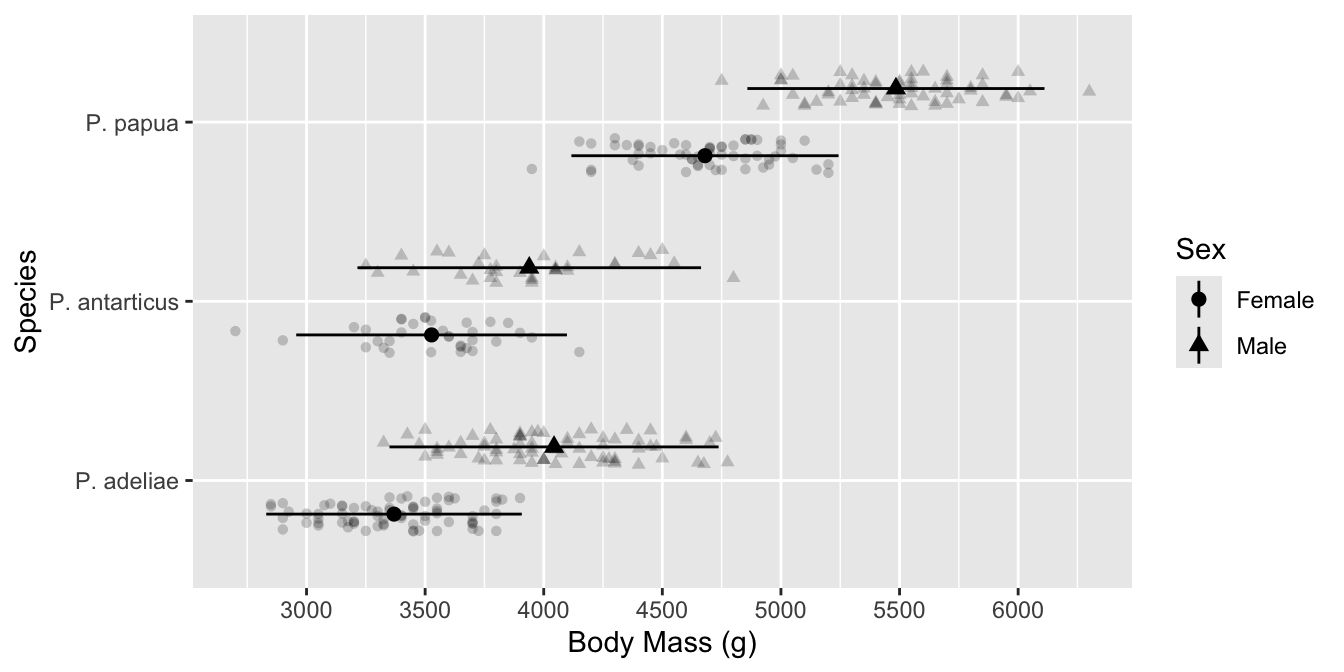 P. papua
P. antarticus
P. adeliae
Species
3000 3500 4000 4500 5000 5500 6000
Body Mass (g)
Sex
Female
Male